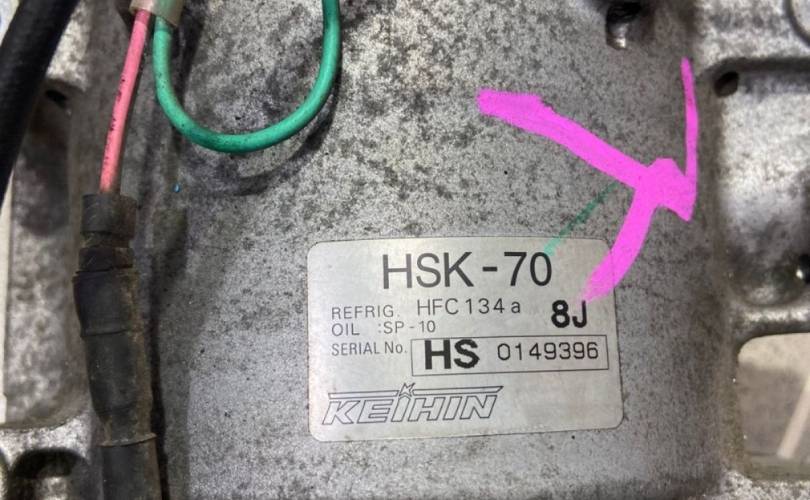 HSK-70
REFRIG. HFC134a 8J
OIL :SP-10
SERIAL No. HS 0149396
KEIHIN